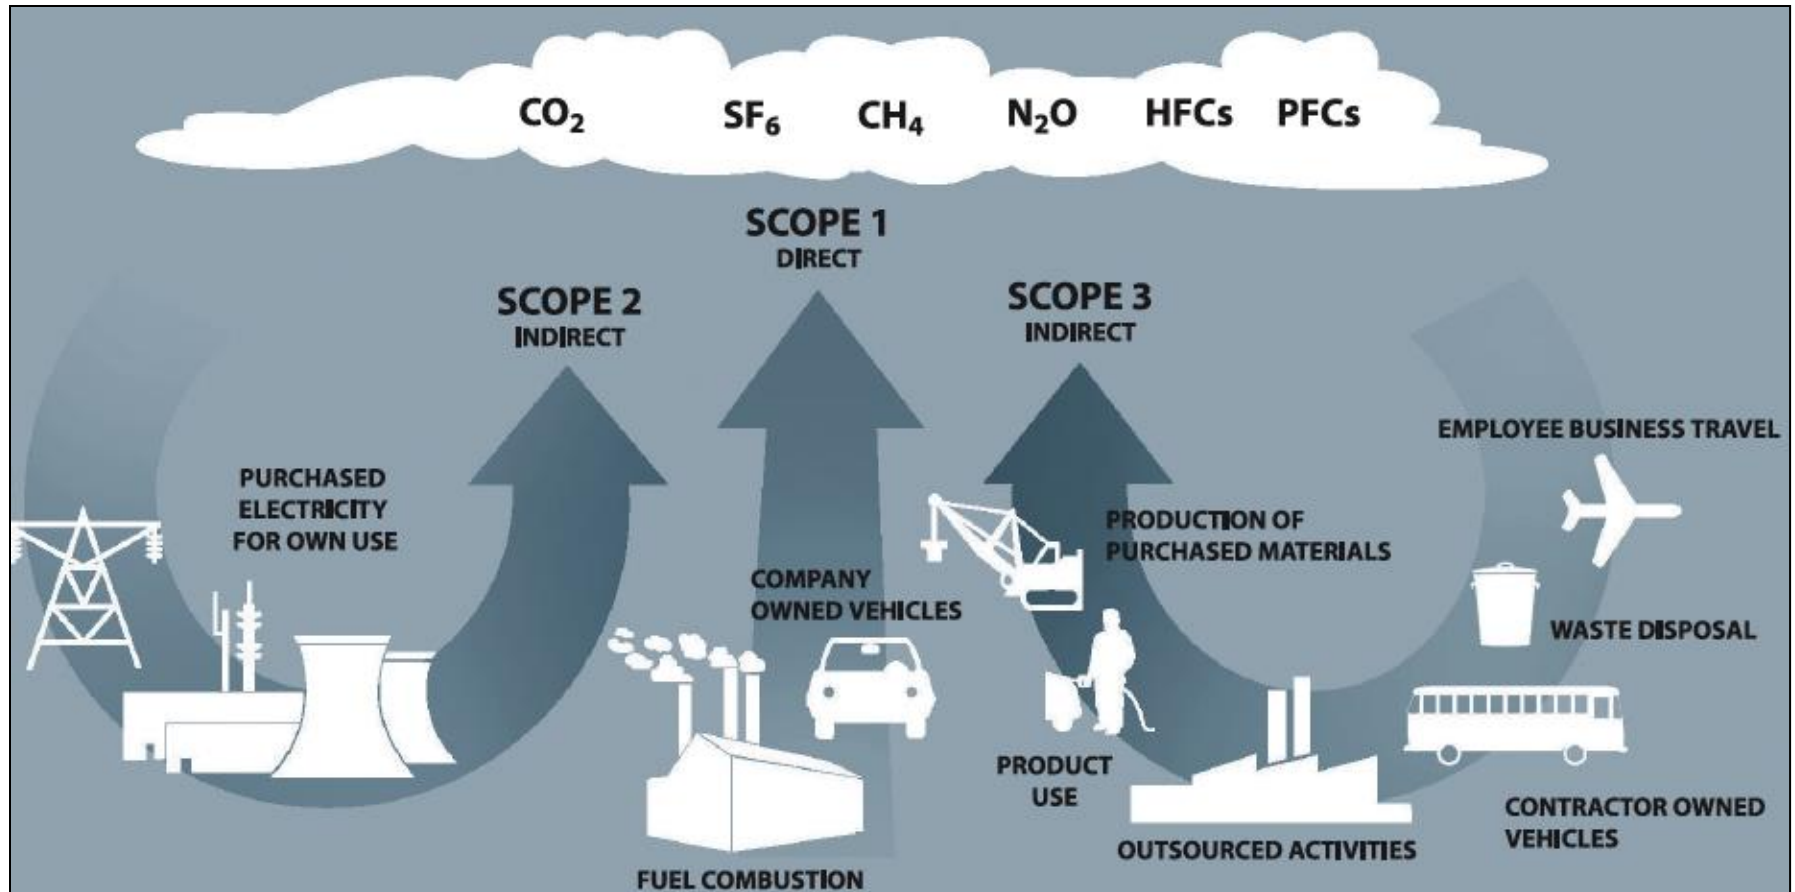 CO₂ SF₆ CH₄ N₂O HFCs PFCs
SCOPE 1
DIRECT
SCOPE 2
INDIRECT
SCOPE 3
INDIRECT
PURCHASED
ELECTRICITY
FOR OWN USE
COMPANY
OWNED VEHICLES
FUEL COMBUSTION
PRODUCTION OF
PURCHASED MATERIALS
PRODUCT
USE
OUTSOURCED ACTIVITIES
EMPLOYEE BUSINESS TRAVEL
WASTE DISPOSAL
CONTRACTOR OWNED
VEHICLES